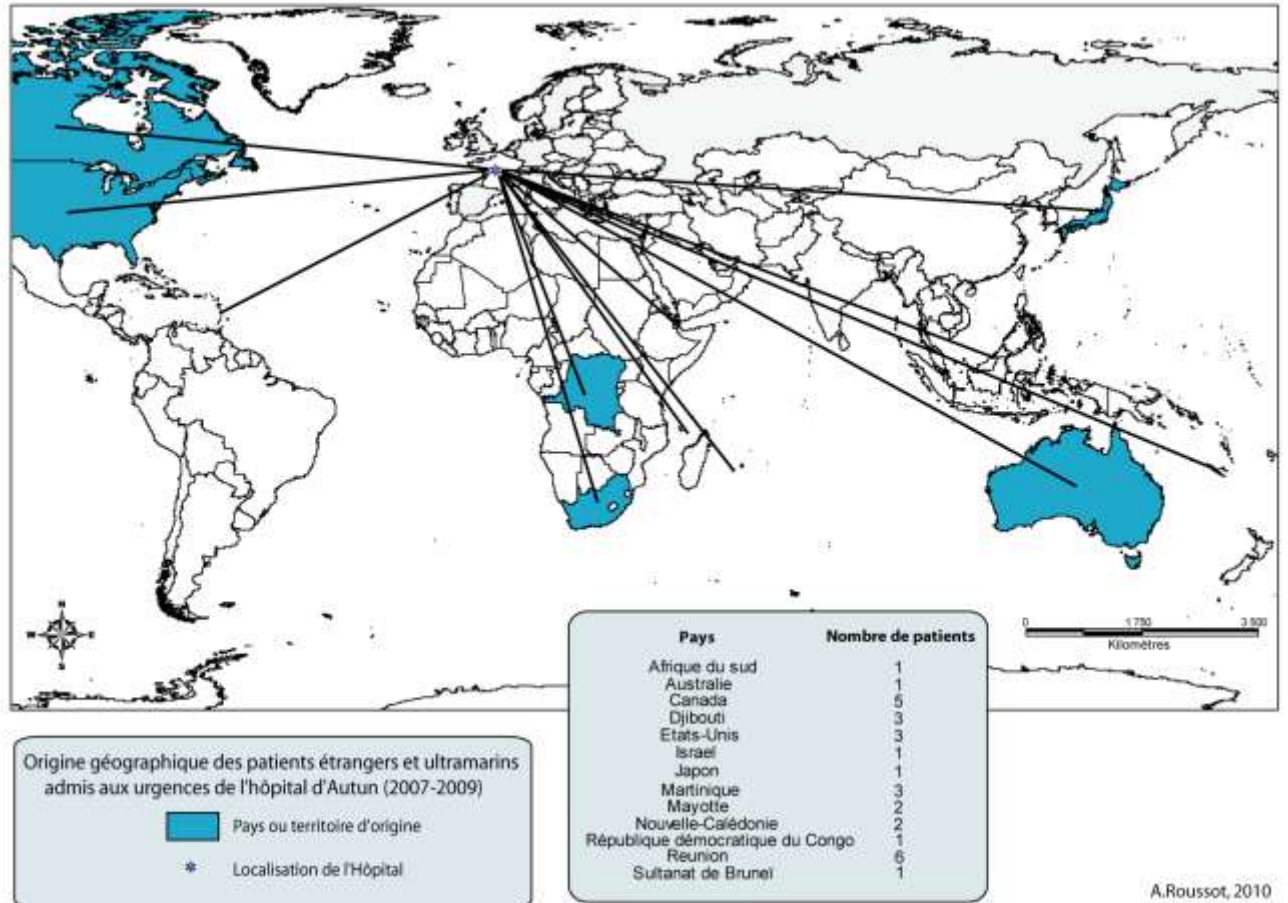 N
W E
S
0 1 750 3 500
Kilomètres
Pays Nombre de patients
Afrique du sud 1
Australie 1
Canada 5
Djibouti 3
Etats-Unis 3
Israel 1
Japon 1
Martinique 3
Mayotte 2
Nouvelle-Calédonie 2
République démocratique du Congo 1
Reunion 6
Sultanat de Bruneï 1
Origine géographique des patients étrangers et ultramarins
admis aux urgences de l'hôpital d'Autun (2007-2009)
Pays ou territoire d'origine
* Localisation de l'Hôpital
A.Roussot, 2010